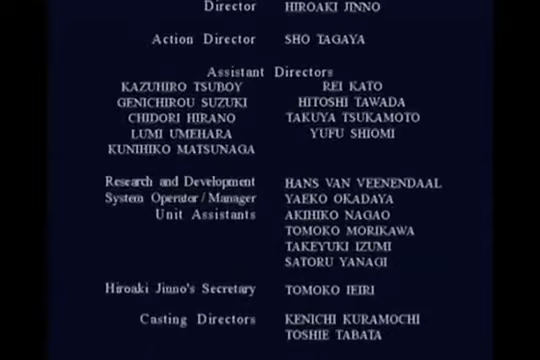 Director HIROAKI JINNO
Action Director SHO TAGAYA
Assistant Directors
KAZUHIRO TSUBOY REI KATO
GENICHIROU SUZUKI HITOSHI TAWADA
CHIDORI HIRANO TAKUYA TSUKAMOTO
LUMI UMEHARA YUFU SHIOMI
KUNIHIKO MATSUNAGA
Research and Development HANS VAN VEENENDAAL
System Operator / Manager YAEKO OKADAYA
Unit Assistants AKIHIKO NAGAO
TOMOKO MORIKAWA
TAKEYUKI IZUMI
SATORU YANAGI
Hiroaki Jinno's Secretary TOMOKO IEIRI
Casting Directors KENICHI KURAMOCHI
TOSHIE TABATA